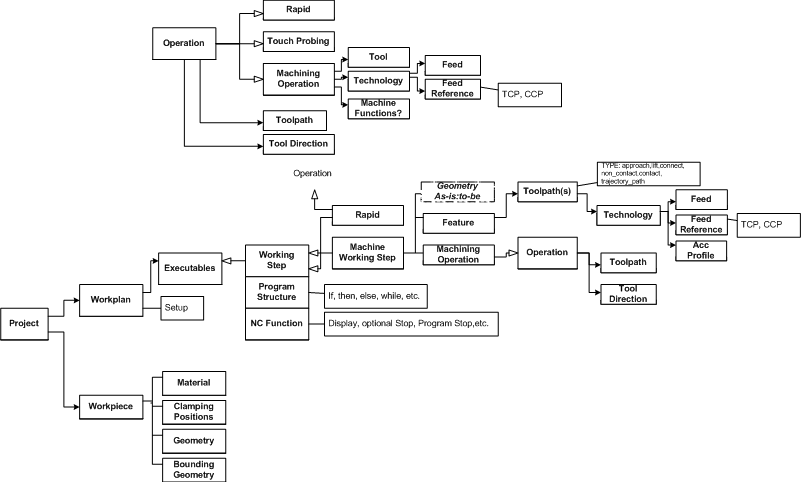 Rapid
Operation
Touch Probing
Machining
Operation
Tool
Technology
Machine
Functions?
Feed
Feed
Reference
TCP, CCP
Toolpath
Tool Direction
Operation
TYPE: approach,lift,connect,
non_contact,contact,
trajectory_path
Geometry
As-is:to-be
Toolpath(s)
Rapid
Feature
Technology
Feed
Feed
Reference
TCP, CCP
Acc
Profile
Executables
Working
Step
Machine
Working Step
Machining
Operation
Operation
Toolpath
Tool
Direction
Workplan
Setup
Program
Structure
If, then, else, while, etc.
Project
NC Function
Display, optional Stop, Program Stop,etc.
Workpiece
Material
Clamping
Positions
Geometry
Bounding
Geometry